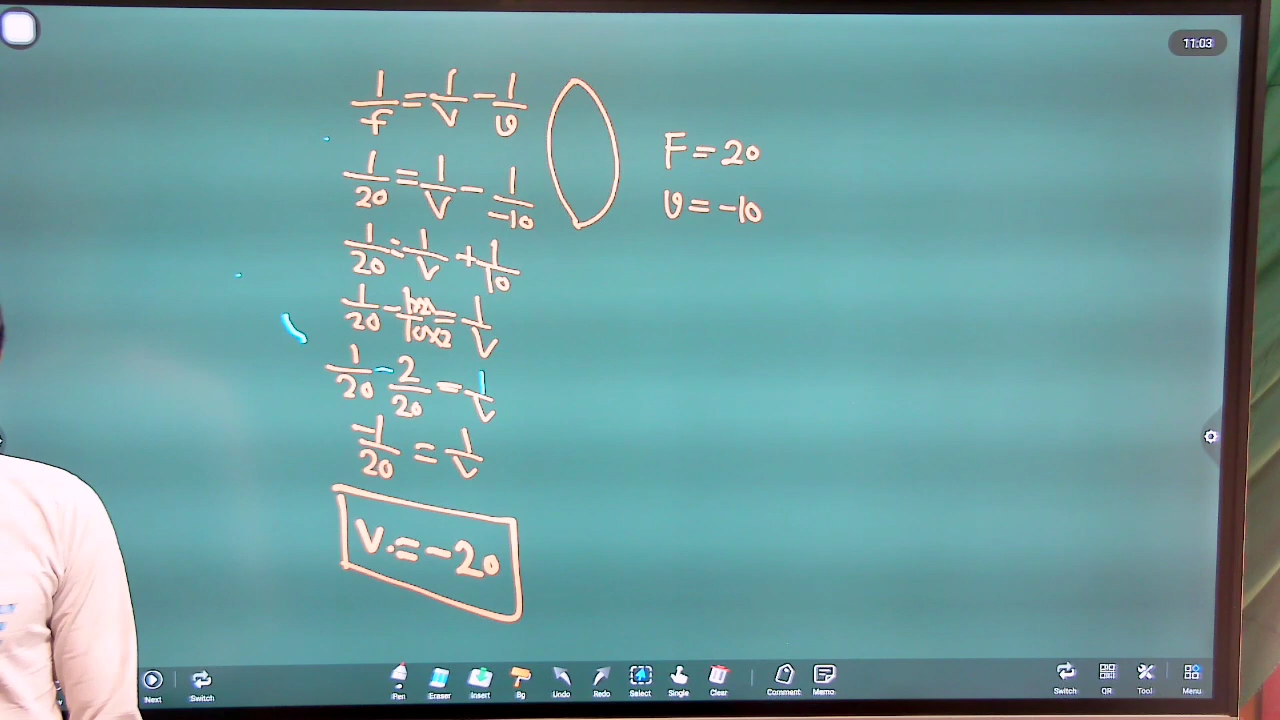 11:03
1/f = 1/v - 1/u
F = 20
1/20 = 1/v - 1/-10
u = -10
1/20 = 1/v + 1/10
1/20 - 1×2/10×2 = 1/v
1/20 - 2/20 = 1/v
-1/20 = 1/v
V = -20
Next Switch Pen Eraser Insert Bg Undo Redo Select Single Clear Comment Memo Switch QR Tool Menu